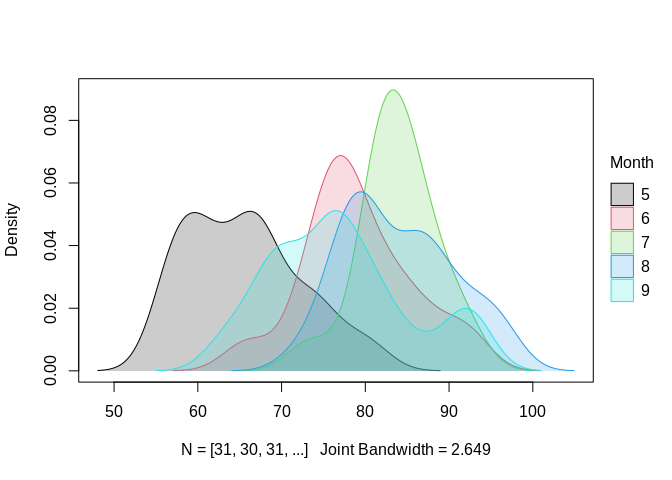 Month
5
6
7
8
9
Density
0.00
0.02
0.04
0.06
0.08
50 60 70 80 90 100
N = [31, 30, 31, ...] Joint Bandwidth = 2.649